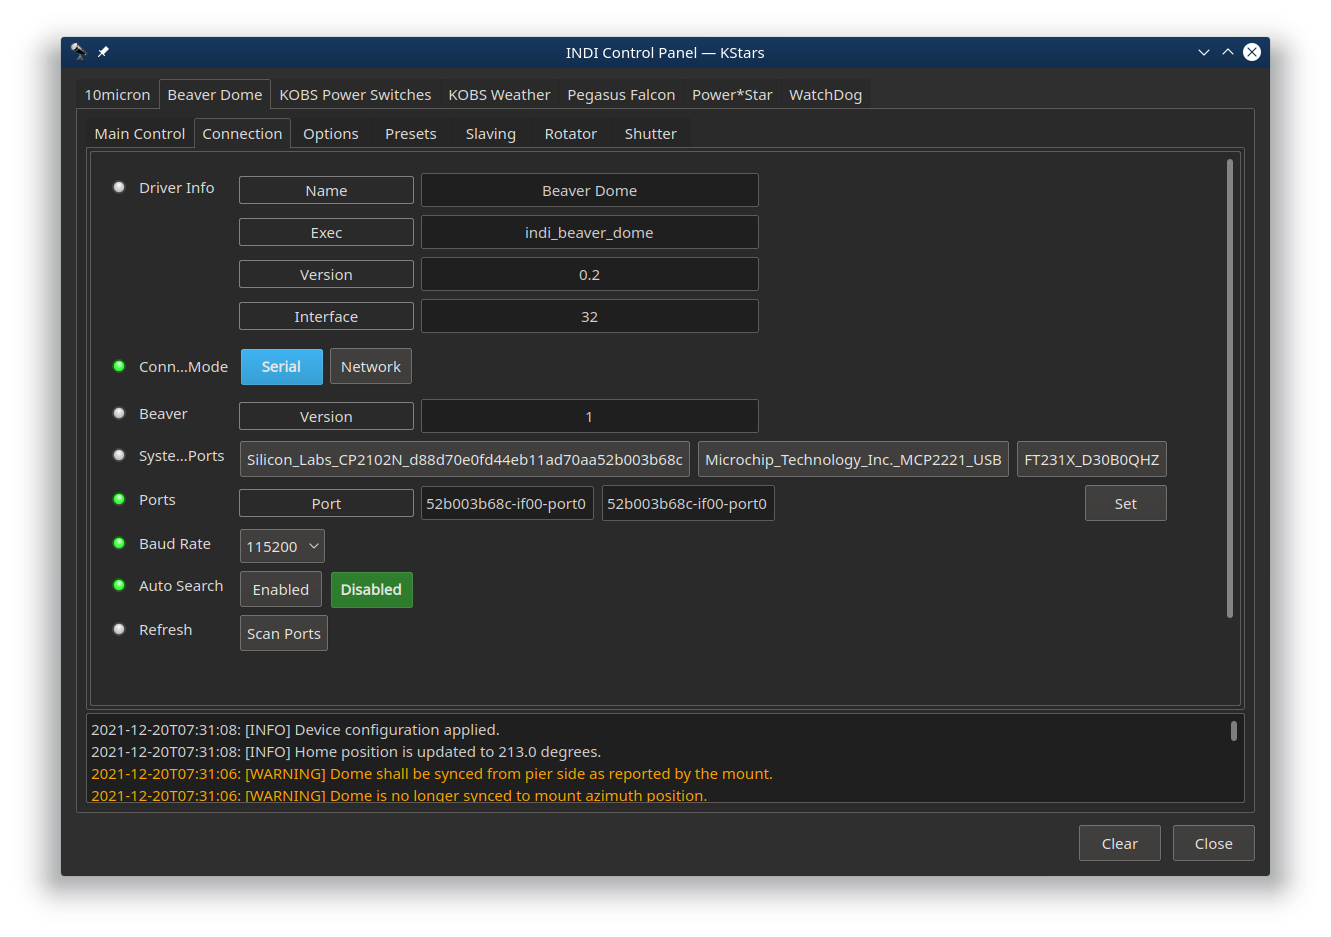 INDI Control Panel — KStars
10micron Beaver Dome KOBS Power Switches KOBS Weather Pegasus Falcon Power*Star WatchDog
Main Control Connection Options Presets Slaving Rotator Shutter
Driver Info Name Beaver Dome
Exec indi_beaver_dome
Version 0.2
Interface 32
Conn...Mode Serial Network
Beaver Version 1
Syste...Ports Silicon_Labs_CP2102N_d88d70e0fd44eb11ad70aa52b003b68c Microchip_Technology_Inc._MCP2221_USB FT231X_D30B0QHZ
Ports Port 52b003b68c-if00-port0 52b003b68c-if00-port0 Set
Baud Rate 115200
Auto Search Enabled Disabled
Refresh Scan Ports
2021-12-20T07:31:08: [INFO] Device configuration applied.
2021-12-20T07:31:08: [INFO] Home position is updated to 213.0 degrees.
2021-12-20T07:31:06: [WARNING] Dome shall be synced from pier side as reported by the mount.
2021-12-20T07:31:06: [WARNING] Dome is no longer synced to mount azimuth position.
Clear Close